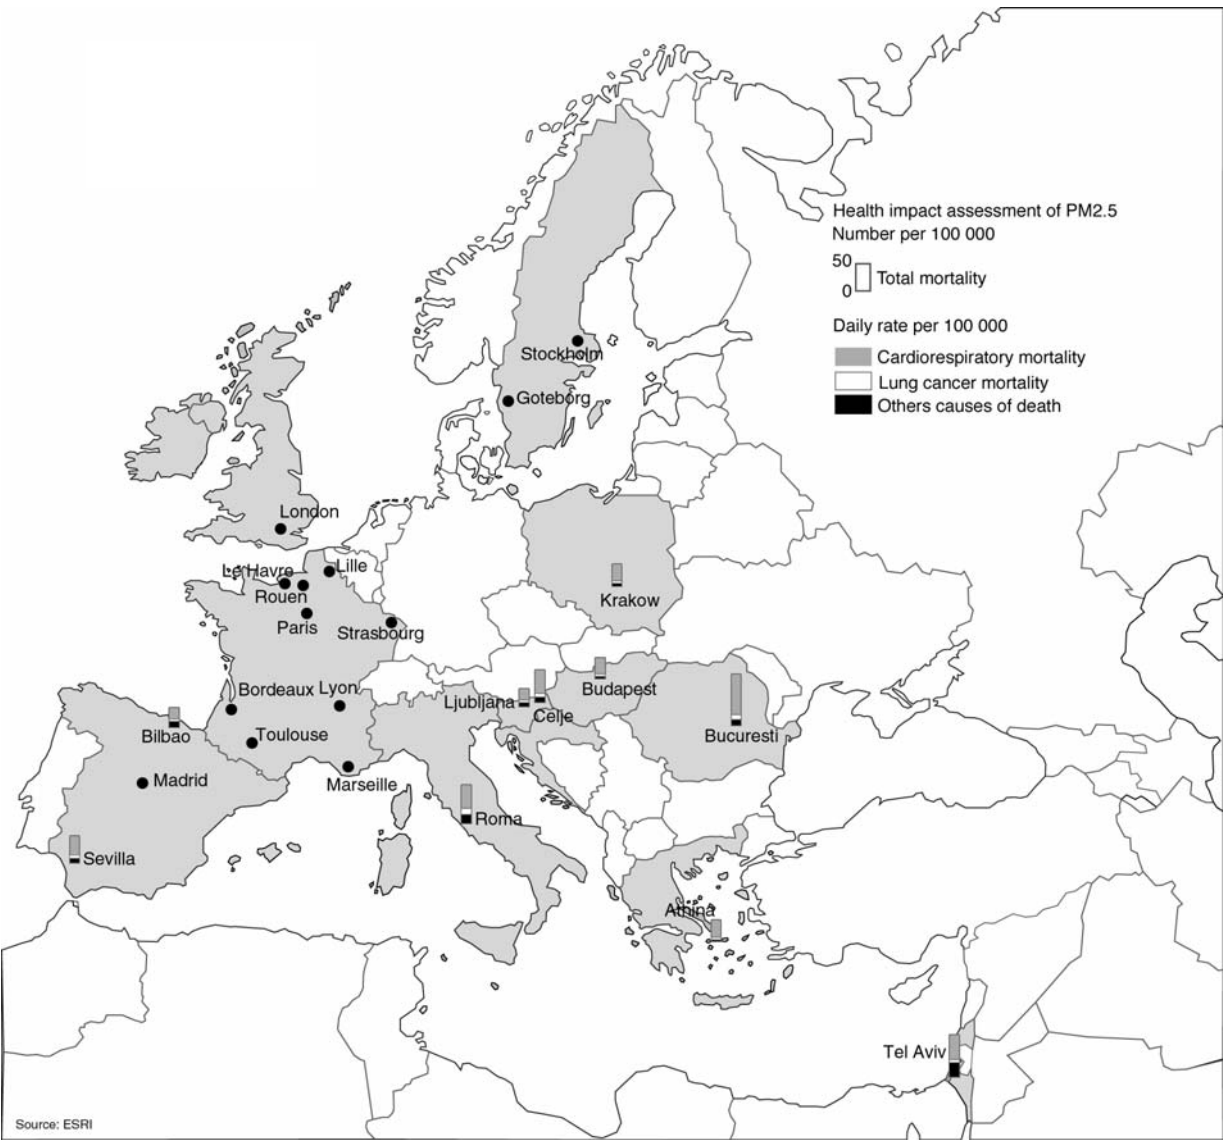 Health impact assessment of PM2.5
Number per 100 000
50
0
Total mortality
Daily rate per 100 000
Cardiorespiratory mortality
Lung cancer mortality
Others causes of death
Stockholm
Goteborg
London
Le Havre
Lille
Rouen
Paris
Strasbourg
Krakow
Bordeaux
Lyon
Ljubljana
Celje
Budapest
Bucuresti
Bilbao
Toulouse
Madrid
Marseille
Roma
Sevilla
Athina
Tel Aviv
Source: ESRI